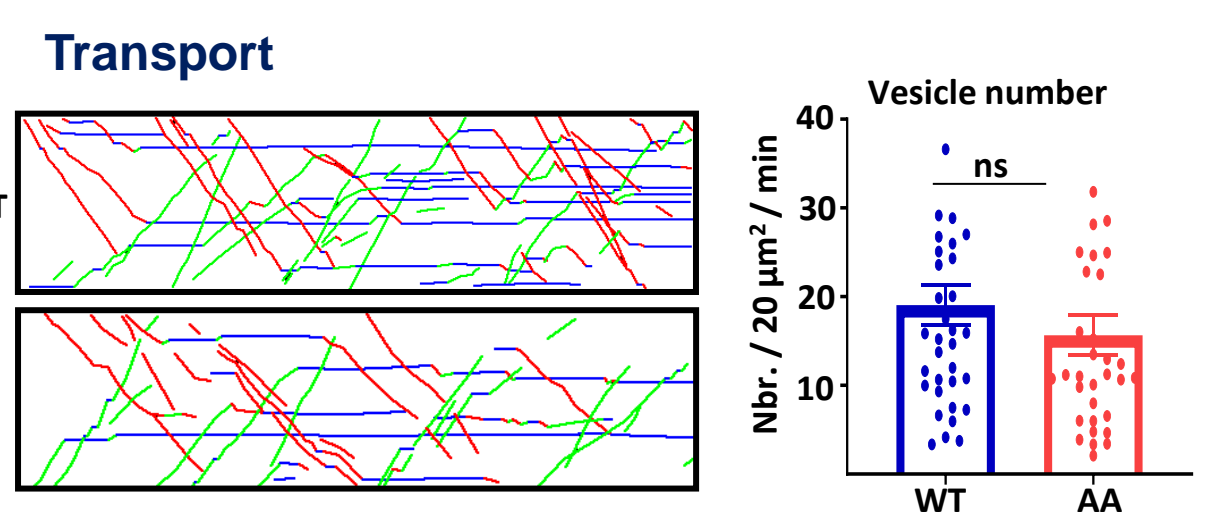 Transport
T
Vesicle number
Nbr. / 20 µm² / min
40
30
20
10
ns
WT
AA